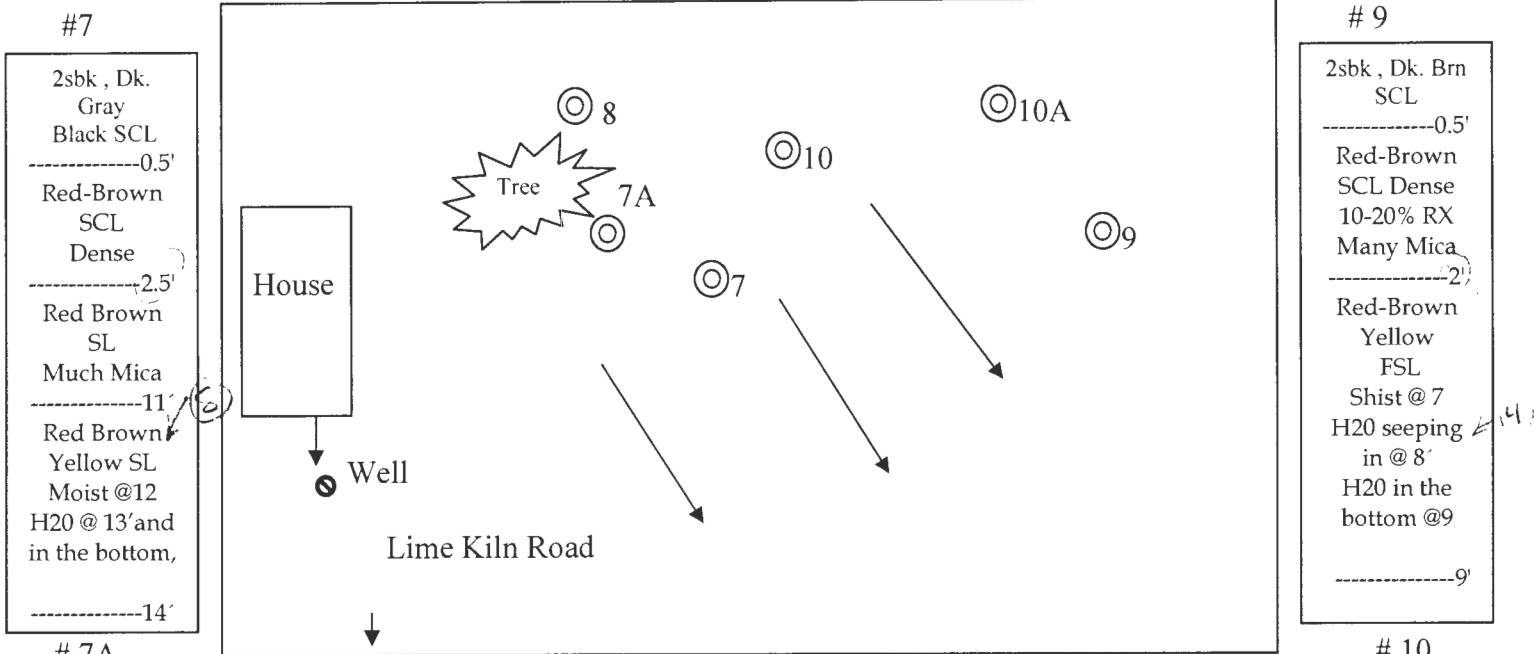 #7
2sbk , Dk.
Gray
Black SCL
--------------0.5'
Red-Brown
SCL
Dense
--------------2.5'
Red Brown
SL
Much Mica
--------------11´
6
Red Brown
Yellow SL
Moist @12
H20 @ 13´and
in the bottom,
--------------14´
# 7A
8
10A
10
Tree
7A
9
7
House
Well
Lime Kiln Road
# 9
2sbk , Dk. Brn
SCL
--------------0.5'
Red-Brown
SCL Dense
10-20% RX
Many Mica
--------------2'
Red-Brown
Yellow
FSL
Shist @ 7
H20 seeping
in @ 8´
H20 in the
bottom @9
--------------9'
# 10